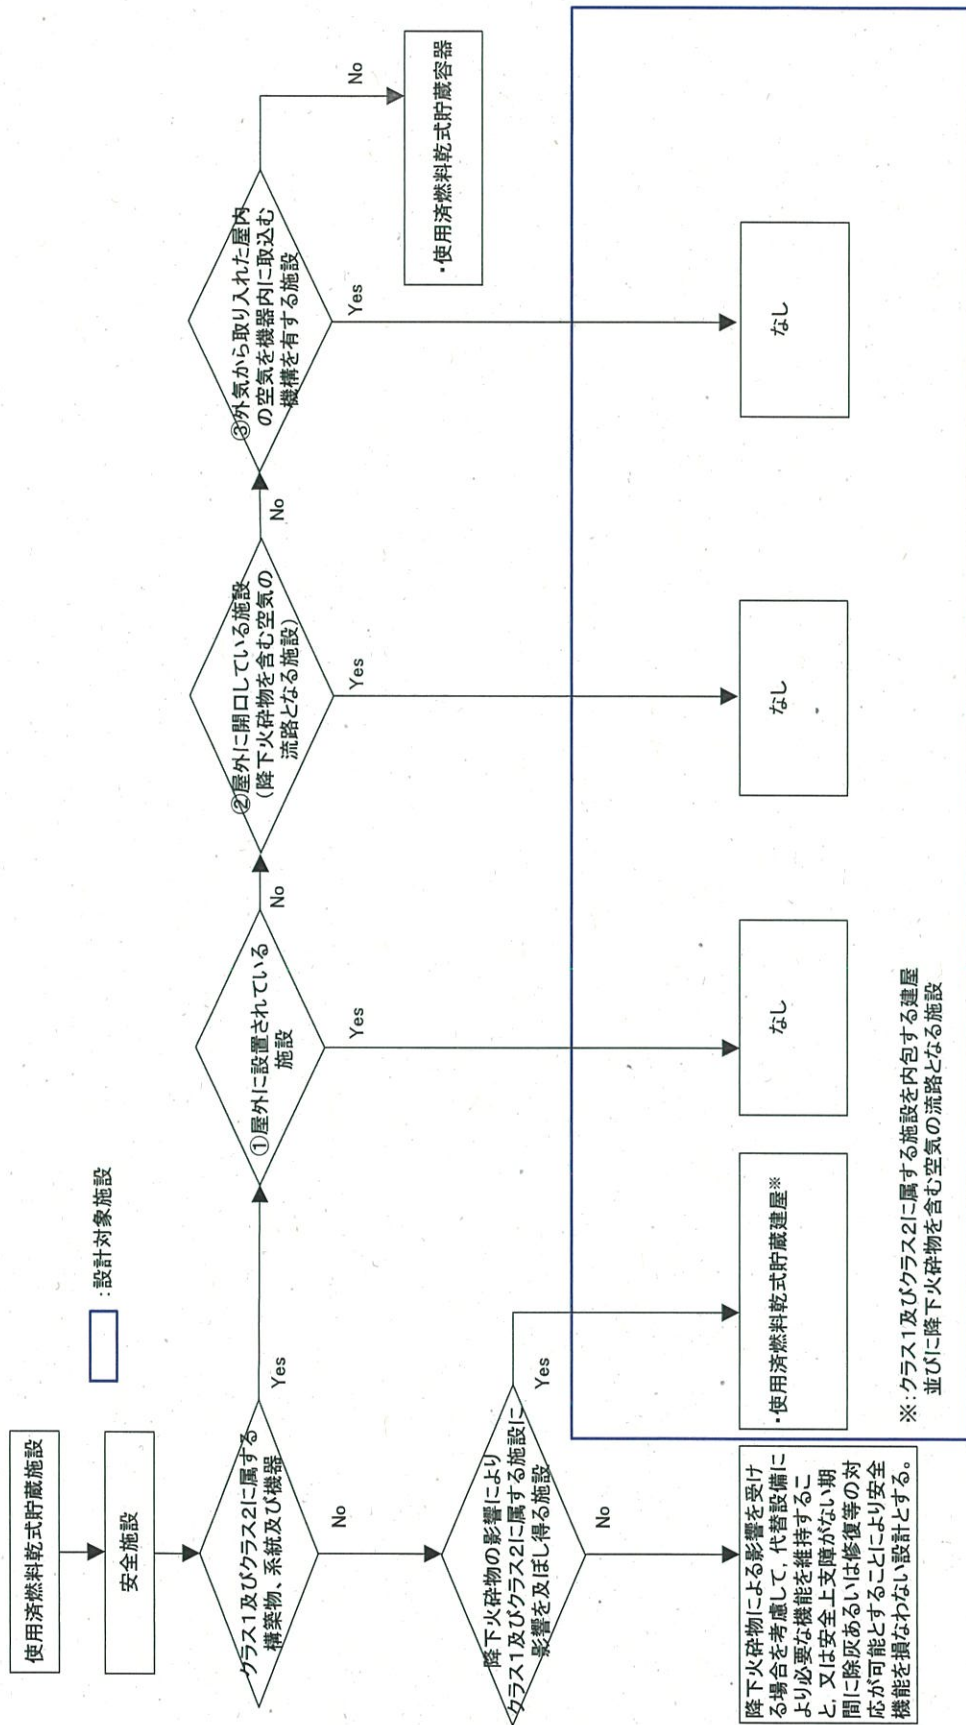 使用済燃料乾式貯蔵施設
□:設計対象施設
安全施設
クラス1及びクラス2に属する
構築物、系統及び機器
Yes
No
①屋外に設置されている
施設
No
Yes
②屋外に開口している施設
(降下火砕物を含む空気の
流路となる施設)
No
Yes
③外気から取り入れた屋内
の空気を機器内に取込む
機構を有する施設
No
Yes
・使用済燃料乾式貯蔵容器
降下火砕物の影響により
クラス1及びクラス2に属する施設に
影響を及ぼし得る施設
Yes
No
降下火砕物による影響を受け
る場合を考慮して、代替設備に
より必要な機能を維持するこ
と、又は安全上支障がない期
間に除灰あるいは修復等の対
応が可能とすることにより安全
機能を損なわない設計とする。
・使用済燃料乾式貯蔵建屋※
なし
なし
なし
※:クラス1及びクラス2に属する施設を内包する建屋
並びに降下火砕物を含む空気の流路となる施設